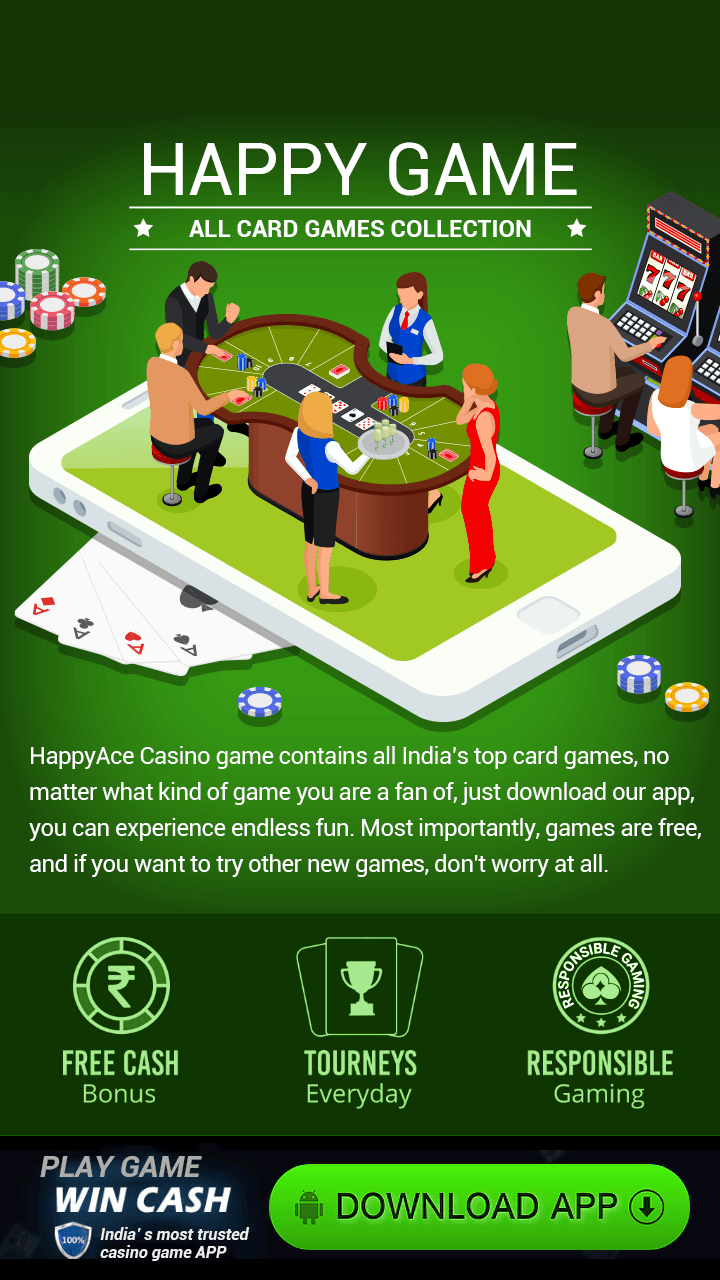 HAPPY GAME
ALL CARD GAMES COLLECTION
HappyAce Casino game contains all India's top card games, no
matter what kind of game you are a fan of, just download our app,
you can experience endless fun. Most importantly, games are free,
and if you want to try other new games, don't worry at all.
RESPONSIBLE GAMING
FREE CASH
Bonus
TOURNEYS
Everyday
RESPONSIBLE
Gaming
PLAY GAME
WIN CASH
100%
India's most trusted
casino game APP
DOWNLOAD APP